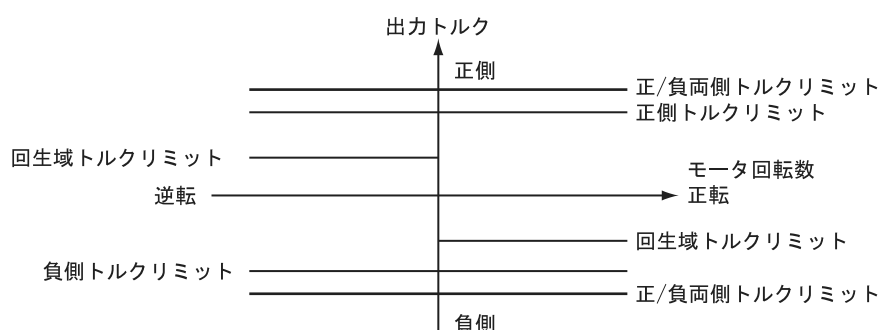 出力トルク
正側
正/負両側トルクリミット
正側トルクリミット
回生域トルクリミット
モータ回転数
逆転
正転
回生域トルクリミット
負側トルクリミット
正/負両側トルクリミット
負側